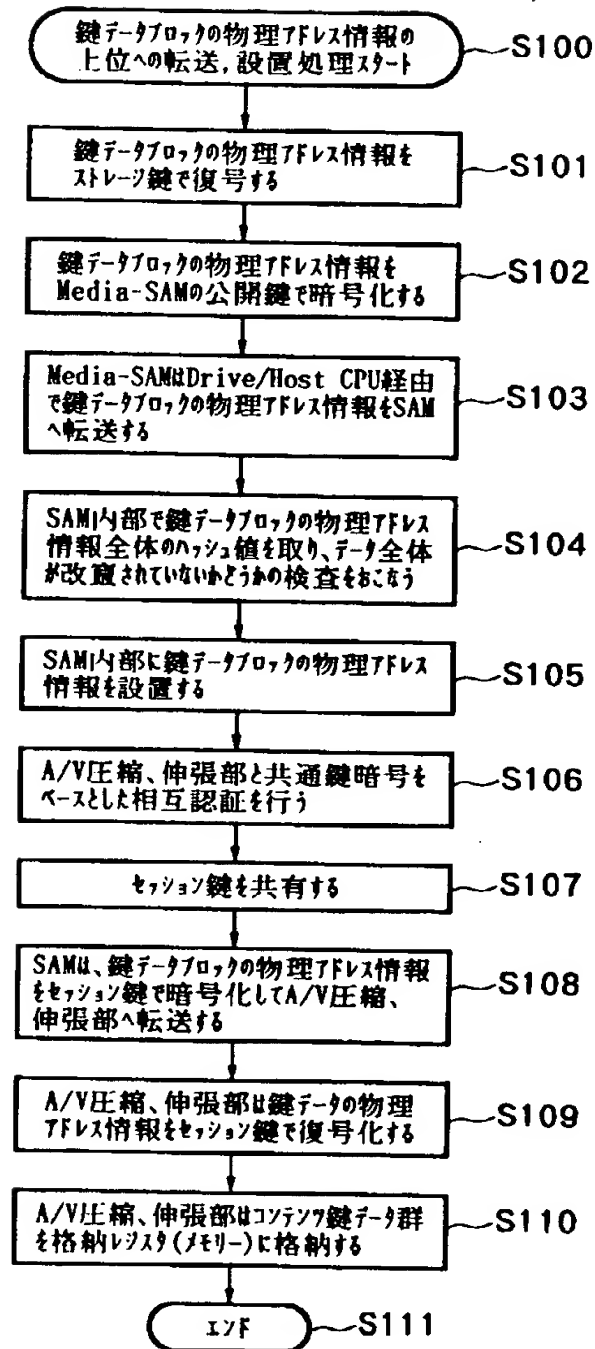 鍵データブロックの物理アドレス情報の
上位への転送,設置処理スタート
S100
鍵データブロックの物理アドレス情報を
ストレージ鍵で復号する
S101
鍵データブロックの物理アドレス情報を
Media-SAMの公開鍵で暗号化する
S102
Media-SAMはDrive/Host CPU経由
で鍵データブロックの物理アドレス情報をSAM
へ転送する
S103
SAM内部で鍵データブロックの物理アドレス
情報全体のハッシュ値を取り、データ全体
が改竄されていないかどうかの検査をおこなう
S104
SAM内部に鍵データブロックの物理アドレス
情報を設置する
S105
A/V圧縮、伸張部と共通鍵暗号を
ベースとした相互認証を行う
S106
セッション鍵を共有する
S107
SAMは、鍵データブロックの物理アドレス情報
をセッション鍵で暗号化してA/V圧縮、
伸張部へ転送する
S108
A/V圧縮、伸張部は鍵データの物理
アドレス情報をセッション鍵で復号化する
S109
A/V圧縮、伸張部はコンテンツ鍵データ群
を格納レジスタ(メモリー)に格納する
S110
エンド
S111